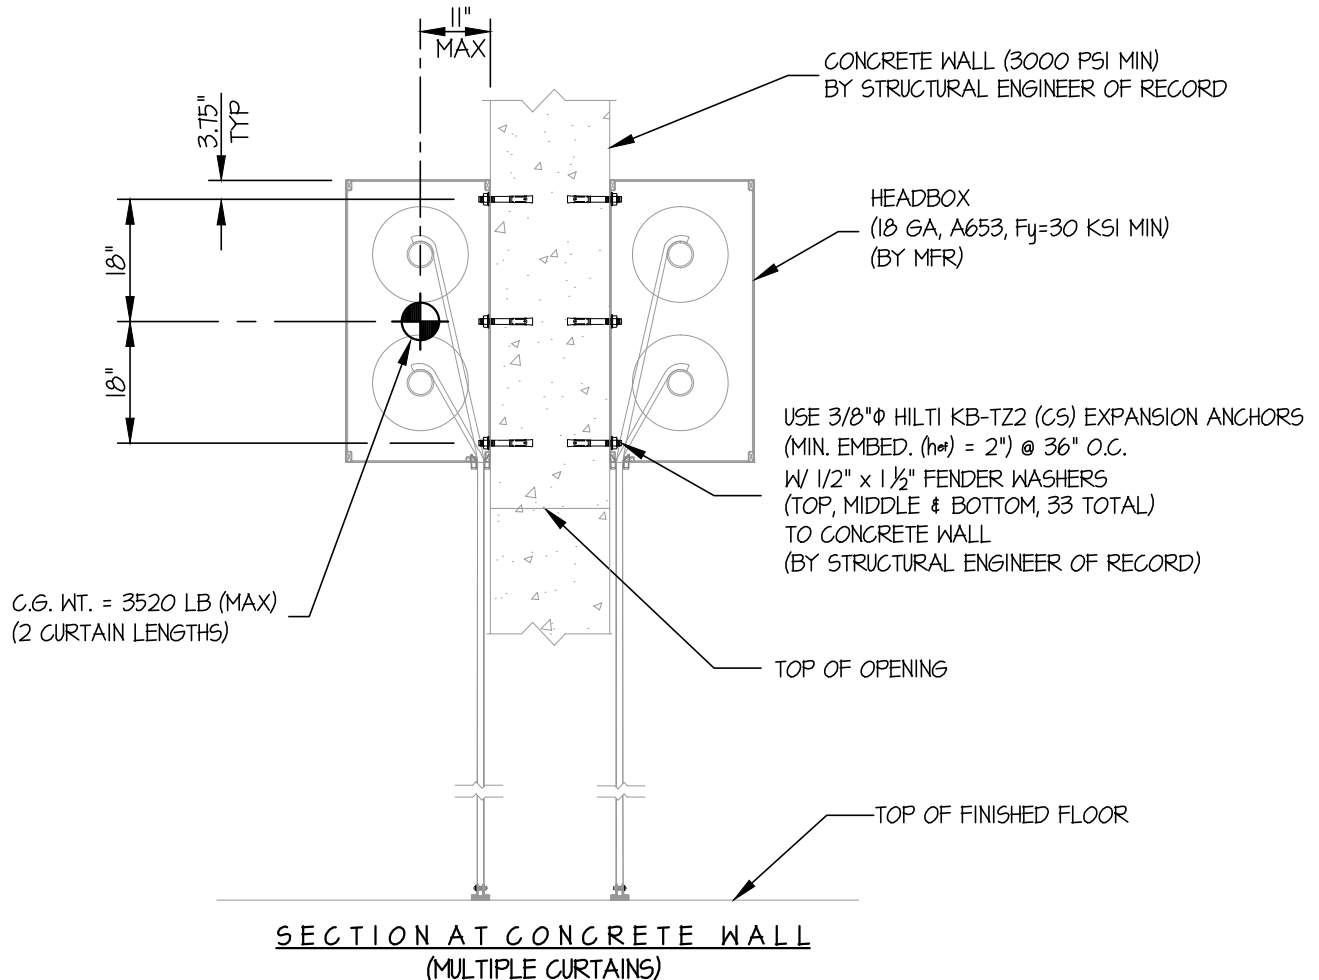 11"
MAX
CONCRETE WALL (3000 PSI MIN)
BY STRUCTURAL ENGINEER OF RECORD
3.75"
TYP
HEADBOX
(18 GA, A653, Fy=30 KSI MIN)
(BY MFR)
18"
18"
USE 3/8"Φ HILTI KB-TZ2 (CS) EXPANSION ANCHORS
(MIN. EMBED. (hef) = 2") @ 36" O.C.
W/ 1/2" x 1 1/2" FENDER WASHERS
(TOP, MIDDLE & BOTTOM, 33 TOTAL)
TO CONCRETE WALL
(BY STRUCTURAL ENGINEER OF RECORD)
C.G. WT. = 3520 LB (MAX)
(2 CURTAIN LENGTHS)
TOP OF OPENING
TOP OF FINISHED FLOOR
SECTION AT CONCRETE WALL
(MULTIPLE CURTAINS)